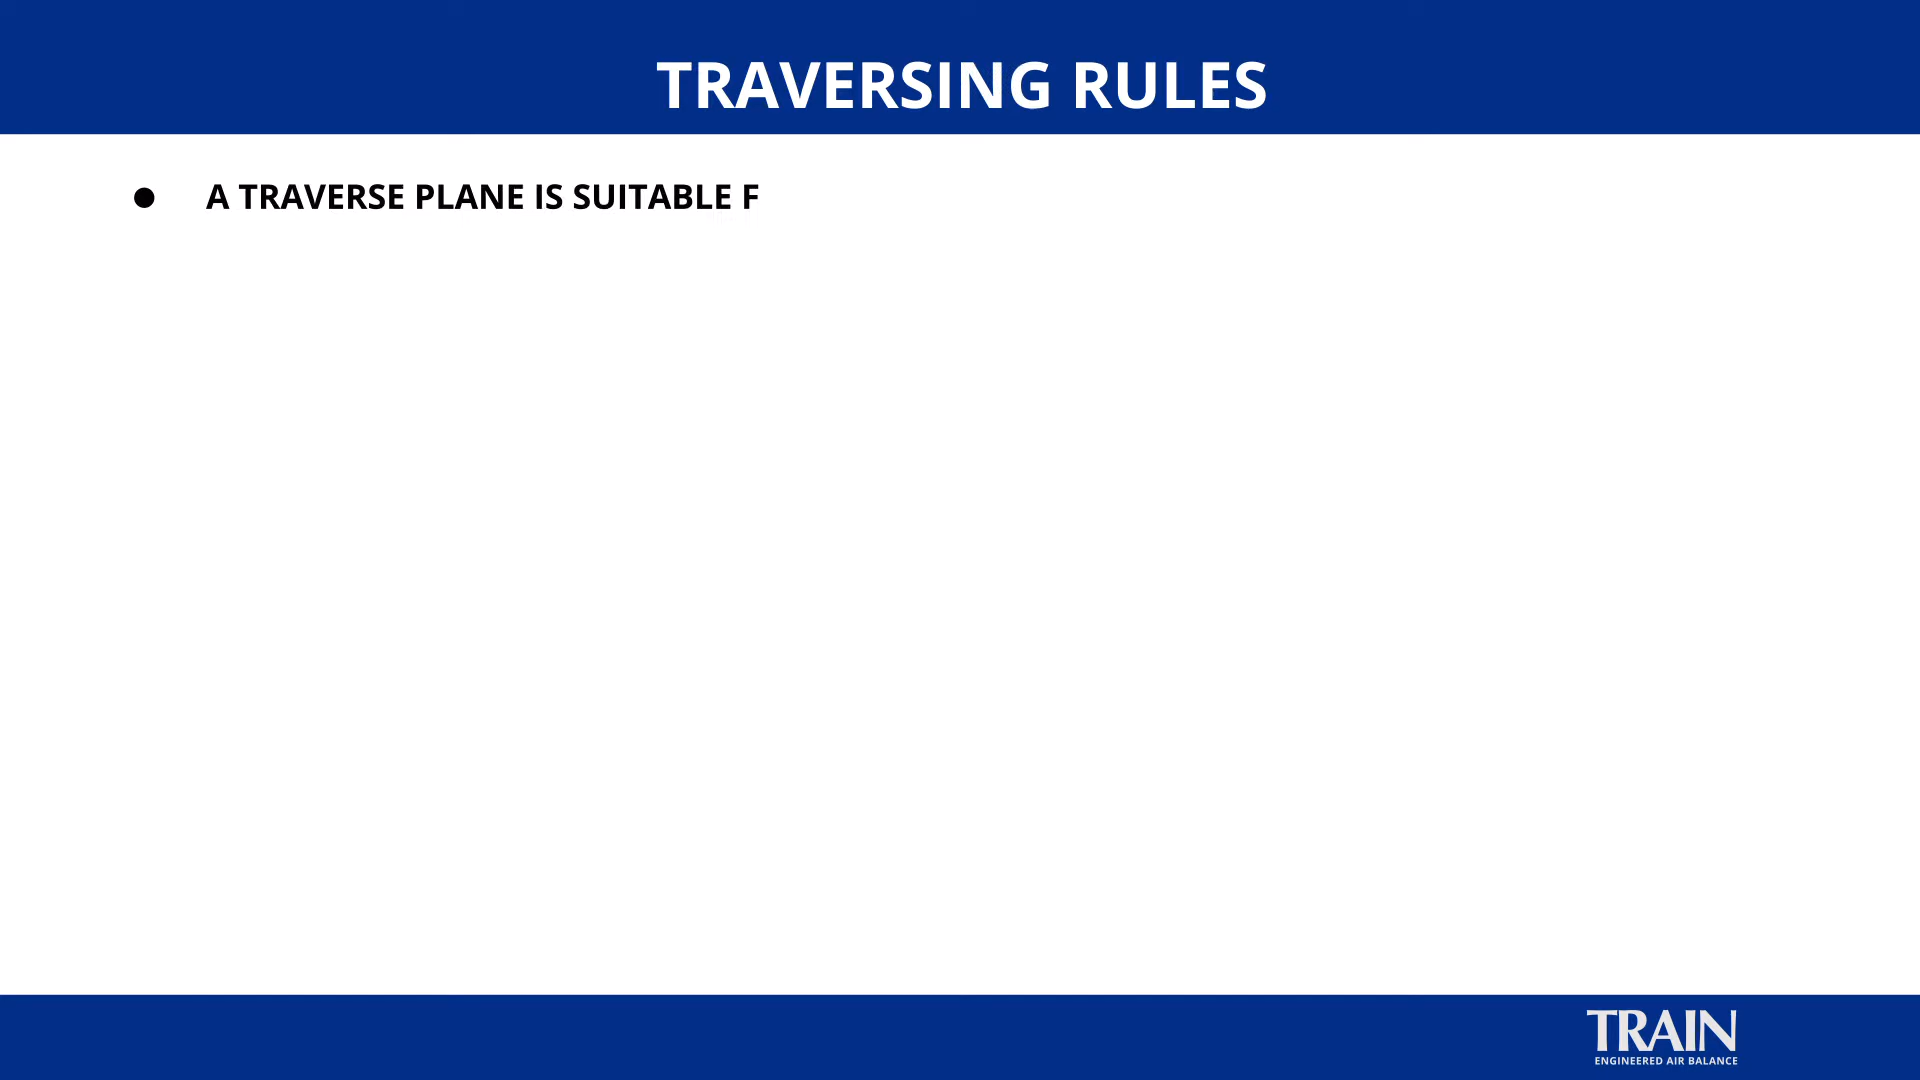 TRAVERSING RULES
● A TRAVERSE PLANE IS SUITABLE F
TRAIN
ENGINEERED AIR BALANCE